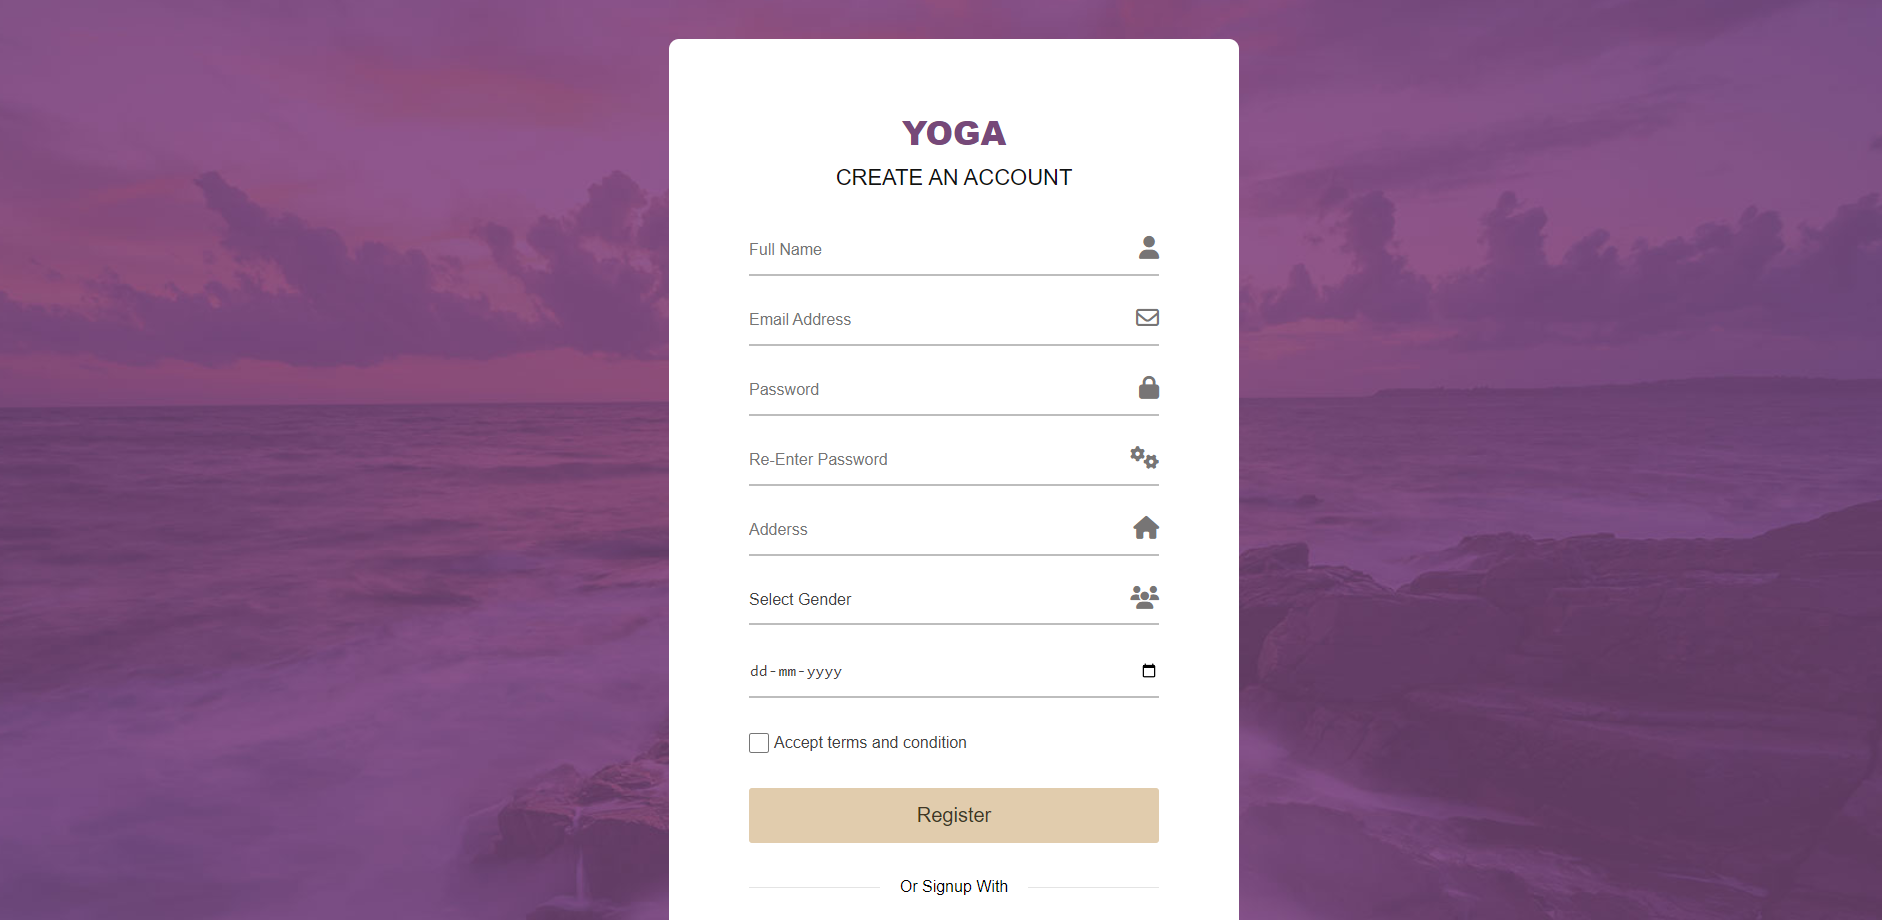 YOGA
CREATE AN ACCOUNT
Full Name
Email Address
Password
Re-Enter Password
Adderss
Select Gender
dd-mm-yyyy
Accept terms and condition
Register
Or Signup With